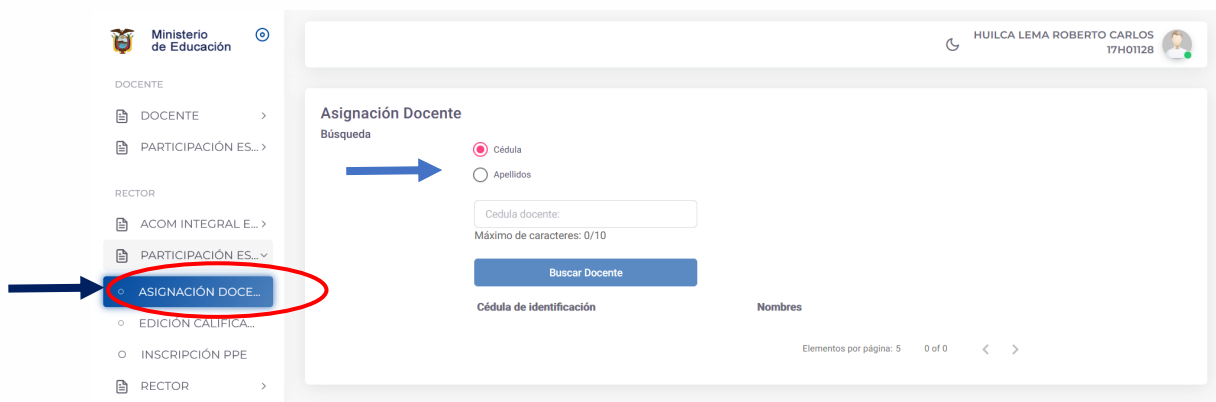 Ministerio
de Educación
DOCENTE
DOCENTE
PARTICIPACIÓN ES...
RECTOR
ACOM INTEGRAL E...
PARTICIPACIÓN ES...
ASIGNACIÓN DOCE...
EDICIÓN CALIFICA...
INSCRIPCIÓN PPE
RECTOR
HUILCA LEMA ROBERTO CARLOS
17H01128
Asignación Docente
Búsqueda
Cédula
Apellidos
Cedula docente:
Máximo de caracteres: 0/10
Buscar Docente
Cédula de identificación Nombres
Elementos por página: 5 0 of 0